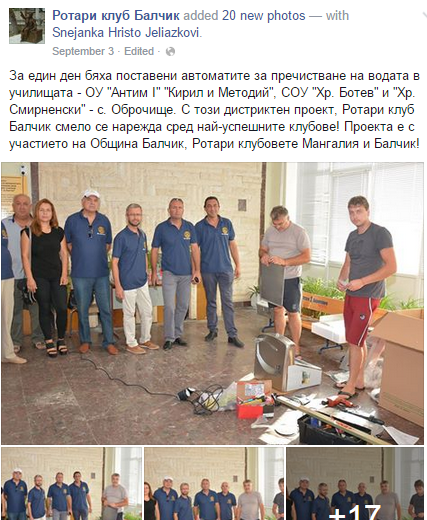 Ротари клуб Балчик added 20 new photos — with
Snejanka Hristo Jeliazkovi.
September 3 · Edited ·
За един ден бяха поставени автоматите за пречистване на водата в
училищата - ОУ "Антим I" "Кирил и Методий", СОУ "Хр. Ботев" и "Хр.
Смирненски" - с. Оброчище. С този дистриктен проект, Ротари клуб
Балчик смело се нарежда сред най-успешните клубове! Проекта е с
участието на Община Балчик, Ротари клубовете Мангалия и Балчик!
+17